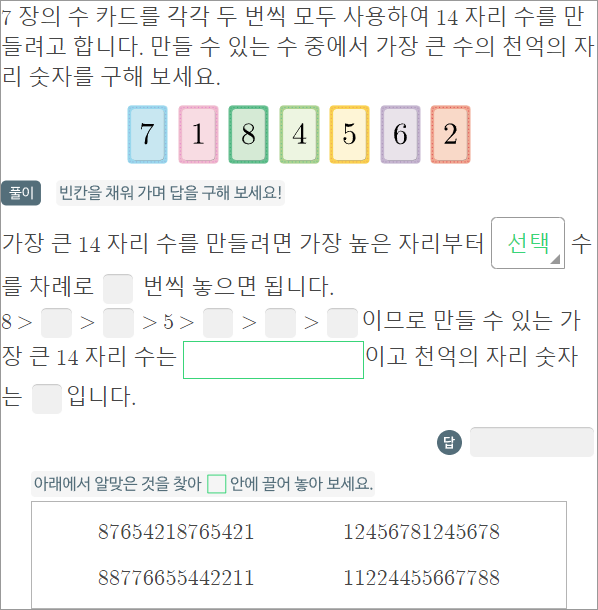 7 장의 수 카드를 각각 두 번씩 모두 사용하여 14 자리 수를 만
들려고 합니다. 만들 수 있는 수 중에서 가장 큰 수의 천억의 자
리 숫자를 구해 보세요.
7 1 8 4 5 6 2
풀이 빈칸을 채워 가며 답을 구해 보세요!
가장 큰 14 자리 수를 만들려면 가장 높은 자리부터 선택 수
를 차례로 번씩 놓으면 됩니다.
8 > > > 5 > > > 이므로 만들 수 있는 가
장 큰 14 자리 수는 이고 천억의 자리 숫자
는 입니다.
답
아래에서 알맞은 것을 찾아 안에 끌어 놓아 보세요.
87654218765421 12456781245678
88776655442211 11224455667788